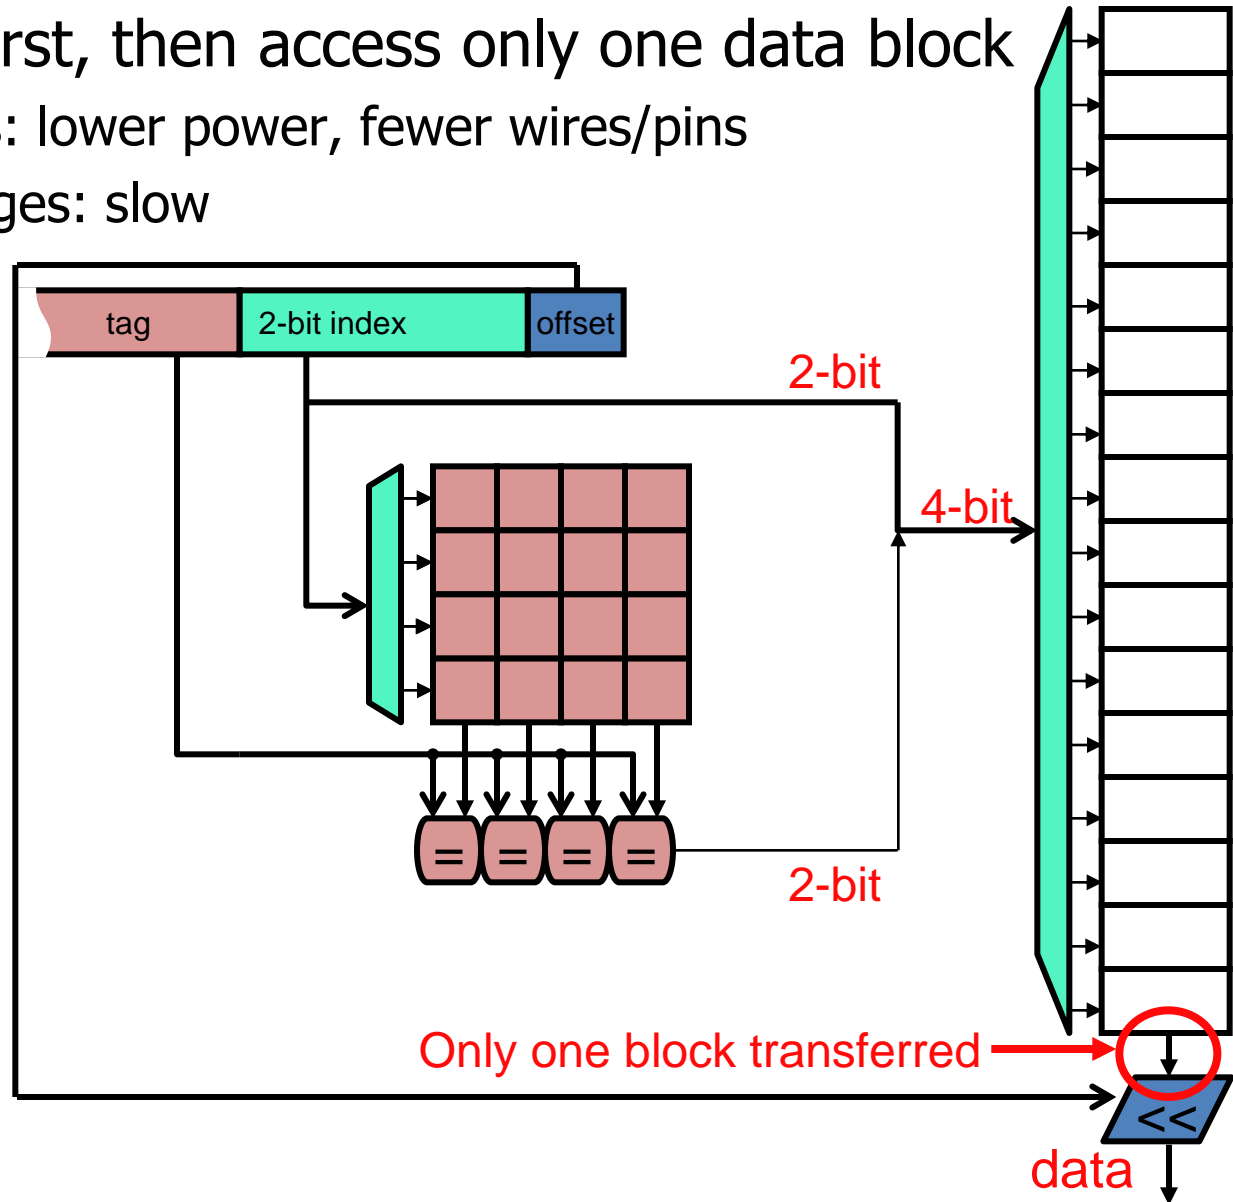 rst, then access only one data block
s: lower power, fewer wires/pins
ges: slow
tag 2-bit index offset
2-bit
4-bit
= = = =
2-bit
Only one block transferred
<<
data